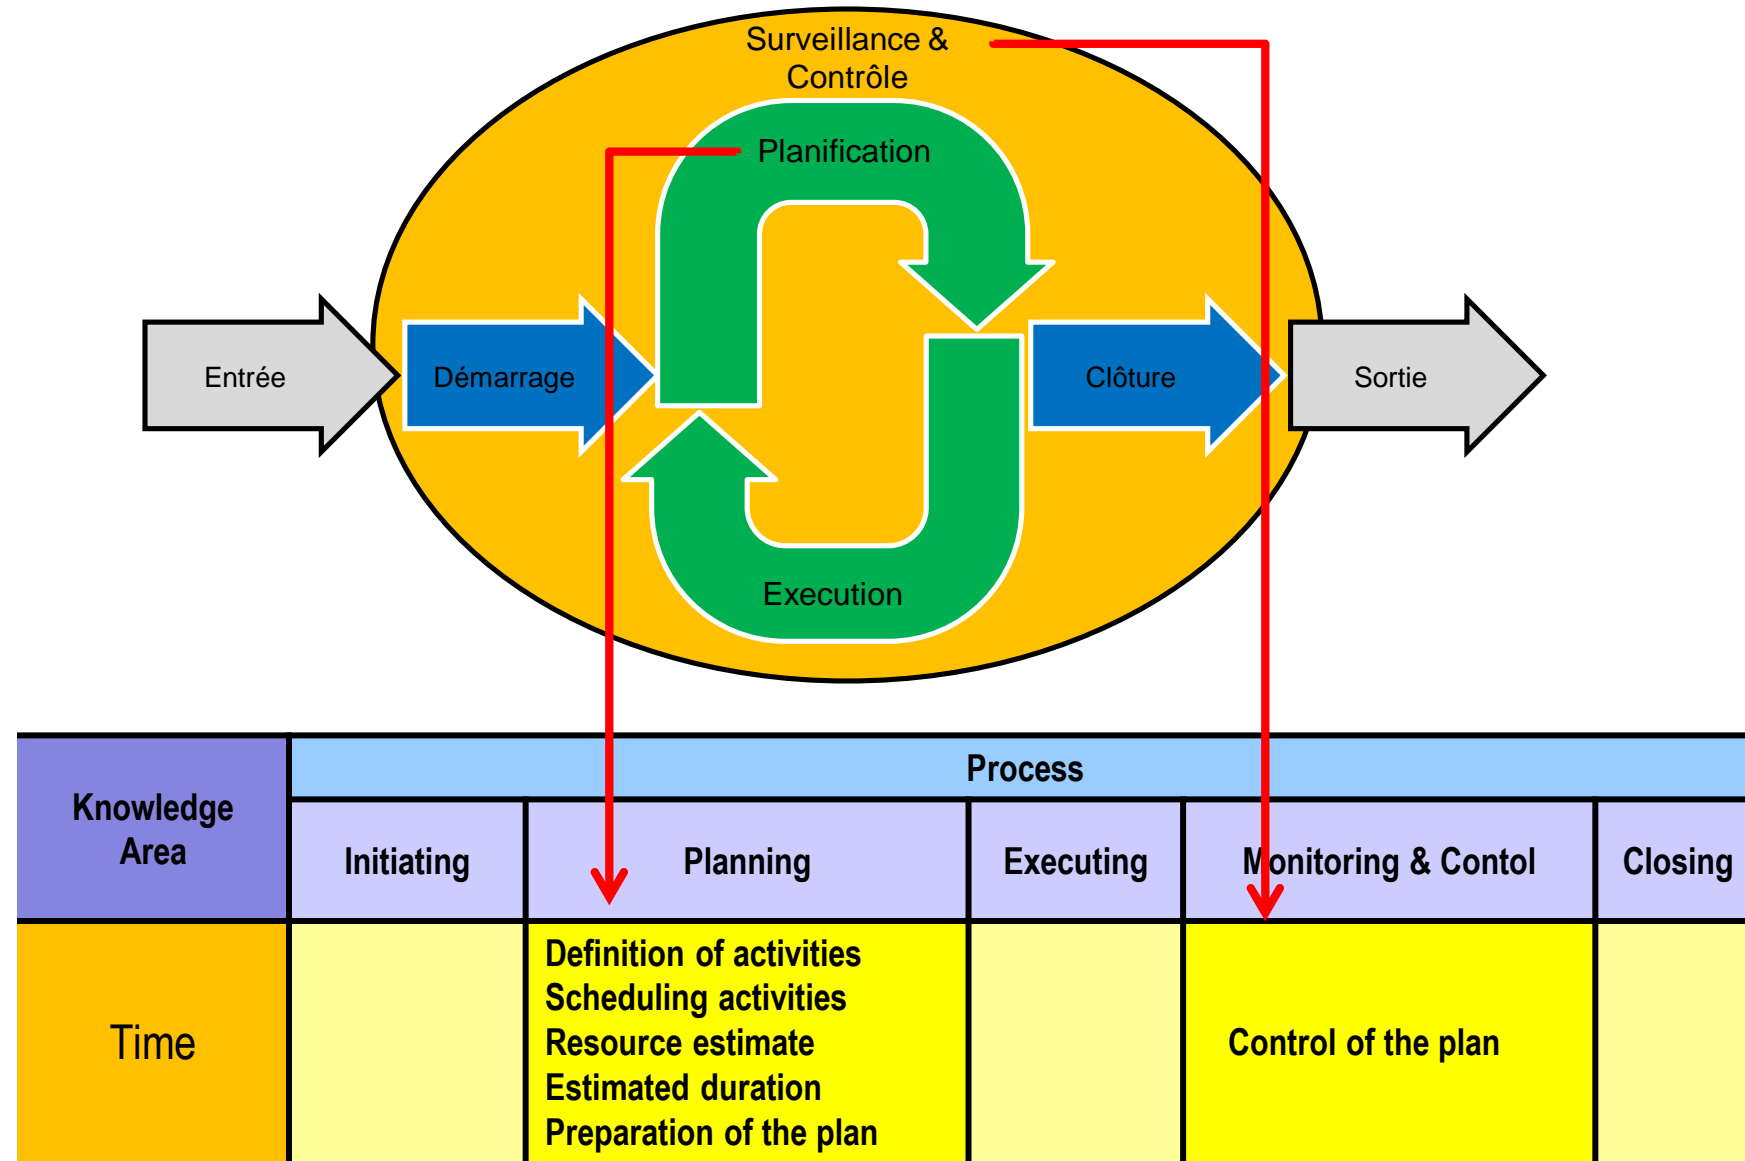 Surveillance &
Contrôle
Planification
Entrée
Démarrage
Clôture
Sortie
Execution
Knowledge
Area
Process
Initiating
Planning
Executing
Monitoring & Contol
Closing
Time
Definition of activities
Scheduling activities
Resource estimate
Estimated duration
Preparation of the plan
Control of the plan